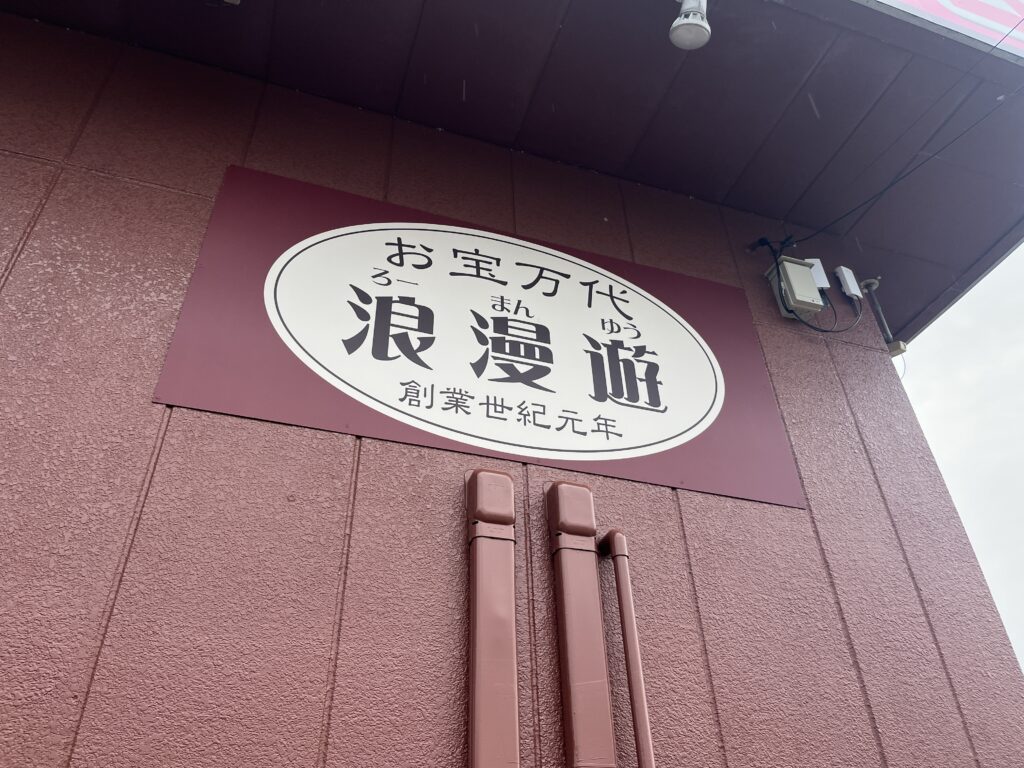 お宝万代
ろー まん ゆう
浪漫遊
創業世紀元年